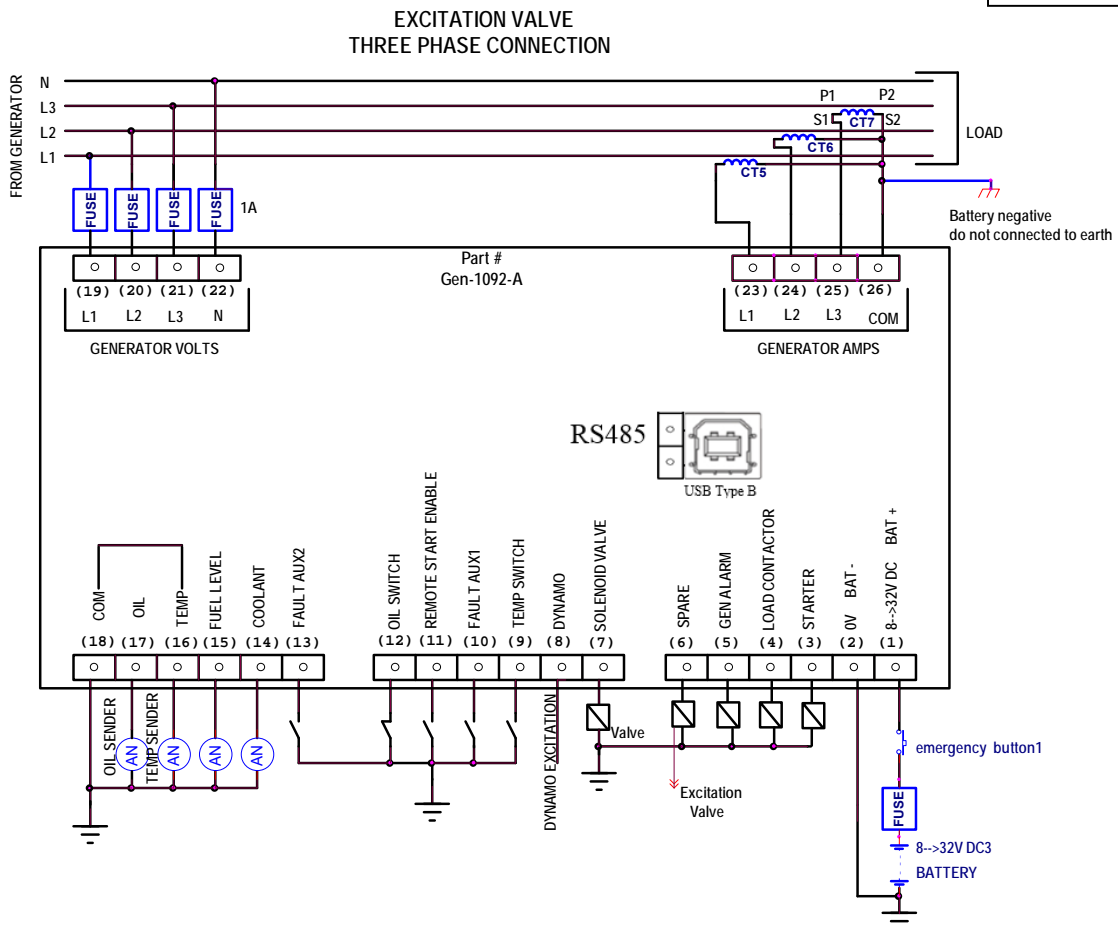 EXCITATION VALVE
THREE PHASE CONNECTION
FROM GENERATOR
N
L3
L2
L1
P1 P2
S1 CT7 S2
CT6
CT5
LOAD
FUSE FUSE FUSE FUSE 1A
Battery negative
do not connected to earth
Part #
Gen-1092-A
(19) (20) (21) (22)
L1 L2 L3 N
GENERATOR VOLTS
(23) (24) (25) (26)
L1 L2 L3 COM
GENERATOR AMPS
RS485
USB Type B
COM
OIL
TEMP
FUEL LEVEL
COOLANT
FAULT AUX2
OIL SWITCH
REMOTE START ENABLE
FAULT AUX1
TEMP SWITCH
DYNAMO
SOLENOID VALVE
SPARE
GEN ALARM
LOAD CONTACTOR
STARTER
0V BAT -
8-->32V DC BAT +
(18) (17) (16) (15) (14) (13) (12) (11) (10) (9) (8) (7) (6) (5) (4) (3) (2) (1)
OIL SENDER
AN
TEMP SENDER
AN
AN
AN
DYNAMO EXCITATION
Valve
Excitation
Valve
emergency button1
FUSE
8-->32V DC3
BATTERY